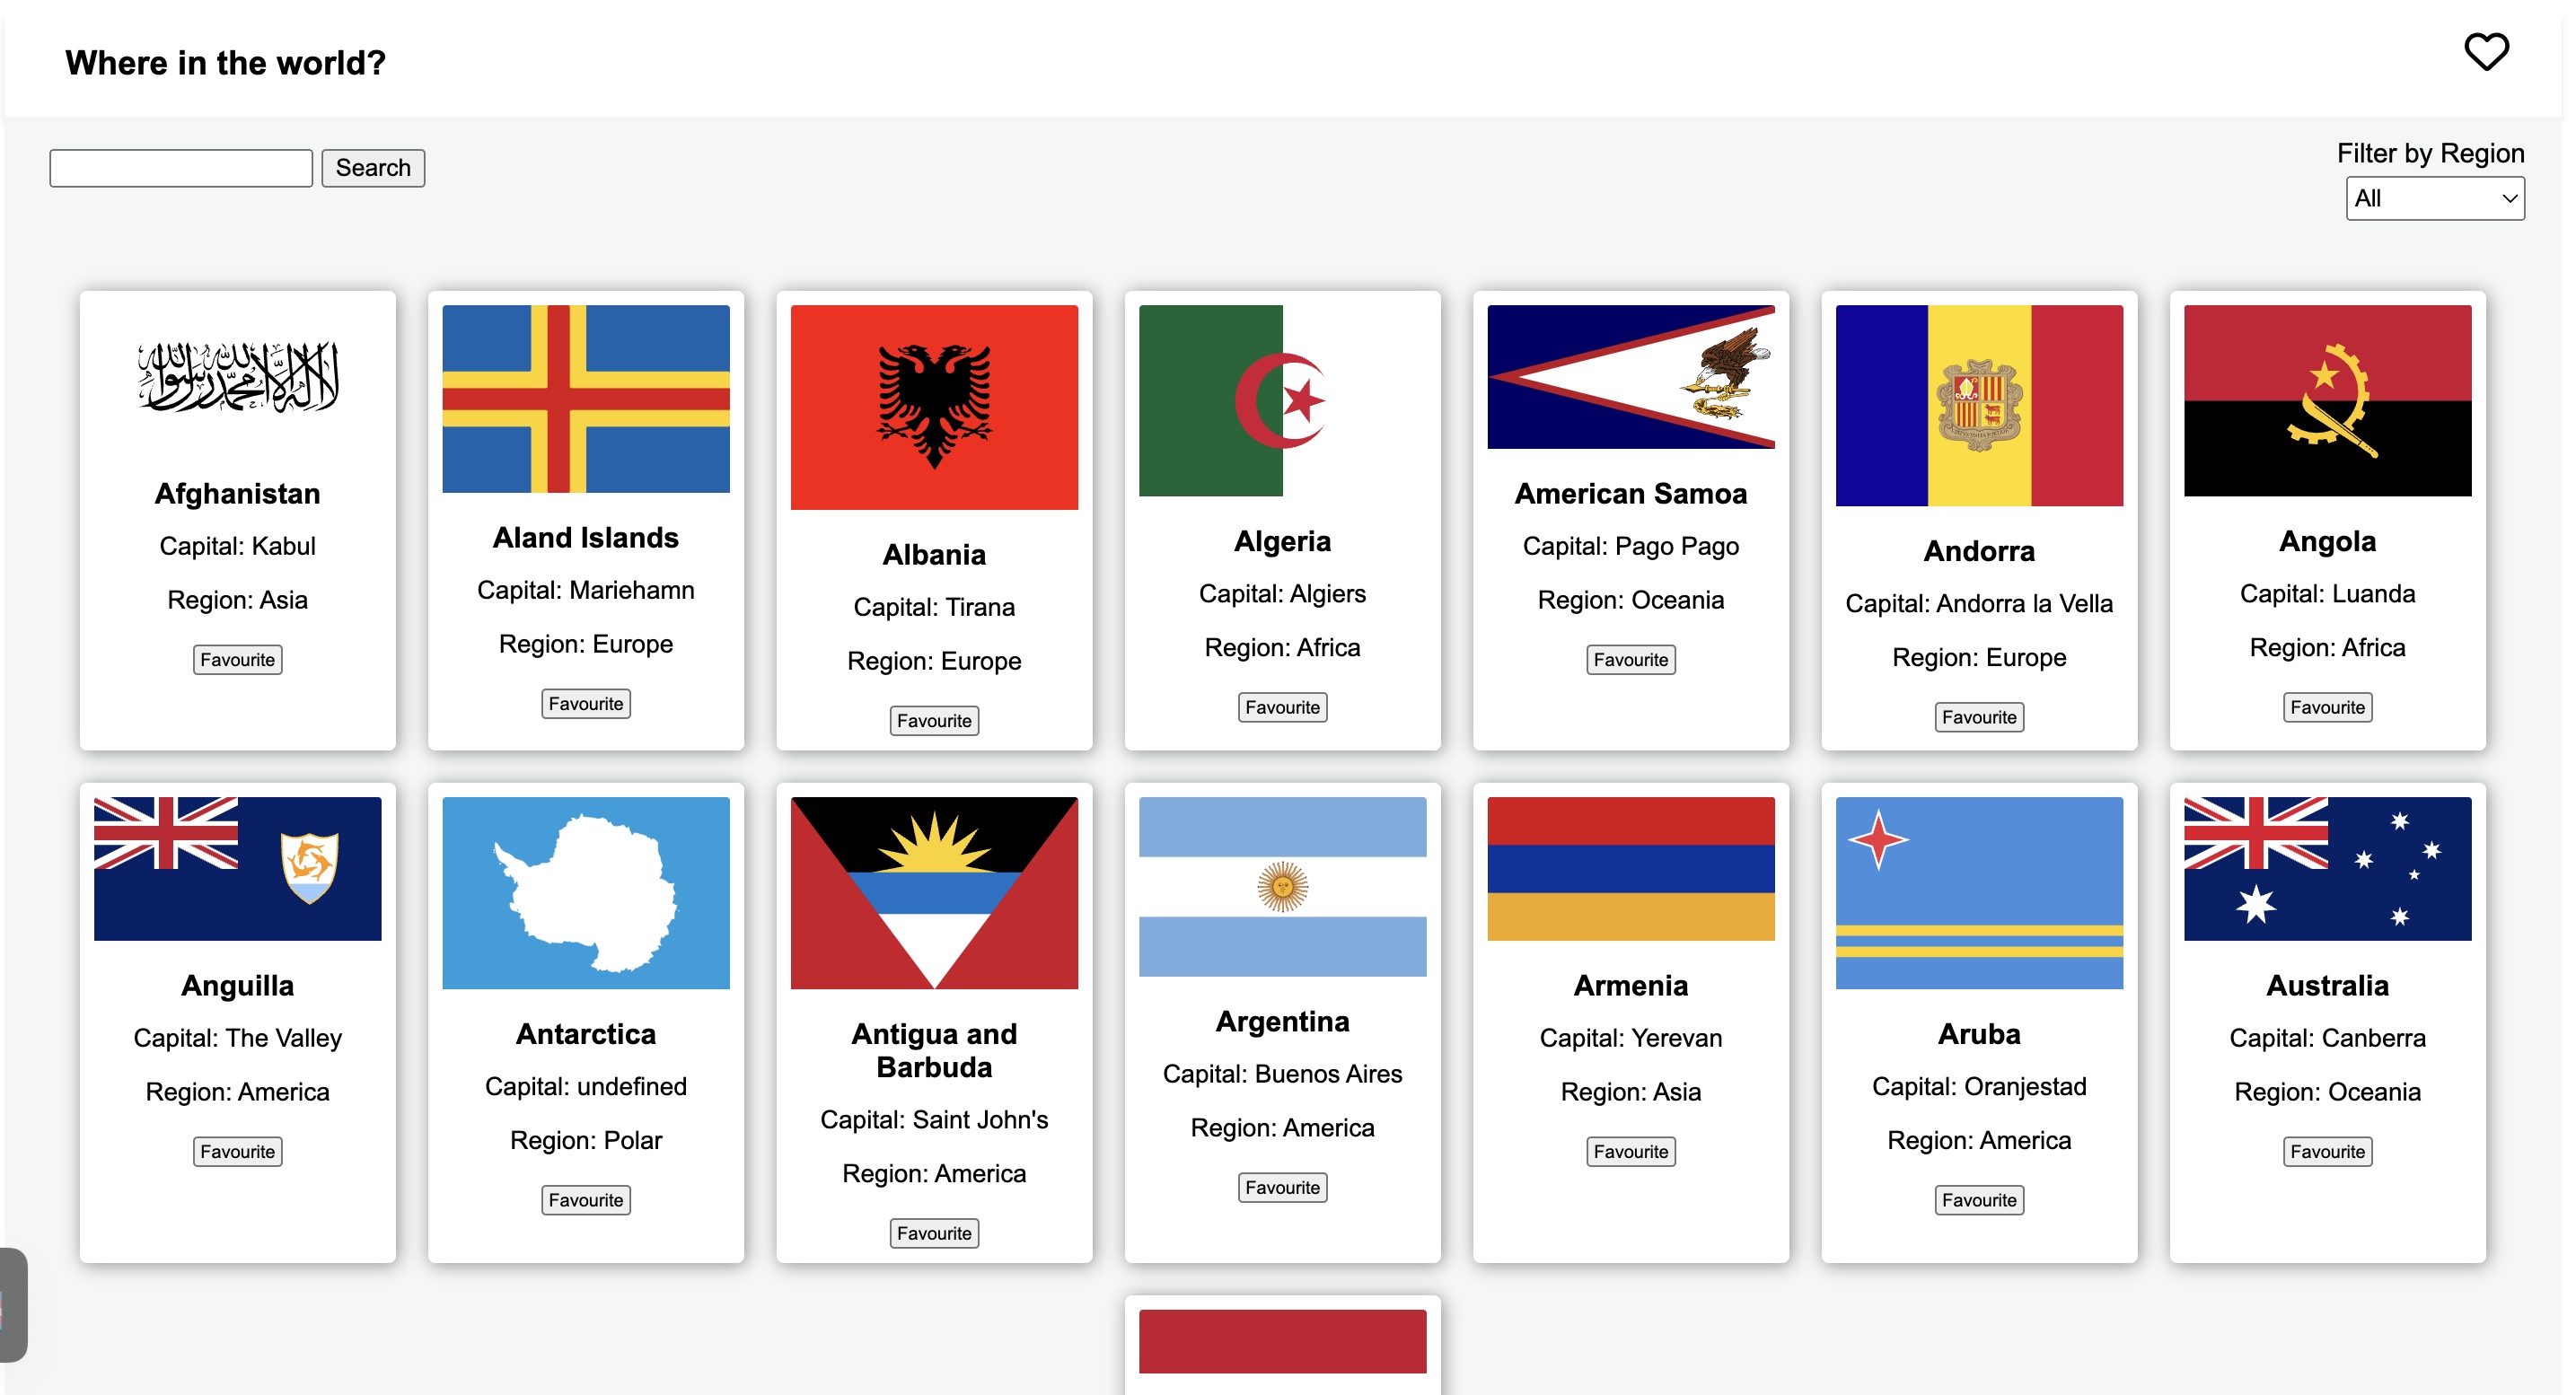 Where in the world?
Search
Filter by Region
All
لا إله إلا الله محمد رسول الله
Afghanistan
Capital: Kabul
Region: Asia
Favourite
Aland Islands
Capital: Mariehamn
Region: Europe
Favourite
Albania
Capital: Tirana
Region: Europe
Favourite
Algeria
Capital: Algiers
Region: Africa
Favourite
American Samoa
Capital: Pago Pago
Region: Oceania
Favourite
Andorra
Capital: Andorra la Vella
Region: Europe
Favourite
Angola
Capital: Luanda
Region: Africa
Favourite
Anguilla
Capital: The Valley
Region: America
Favourite
Antarctica
Capital: undefined
Region: Polar
Favourite
Antigua and
Barbuda
Capital: Saint John's
Region: America
Favourite
Argentina
Capital: Buenos Aires
Region: America
Favourite
Armenia
Capital: Yerevan
Region: Asia
Favourite
Aruba
Capital: Oranjestad
Region: America
Favourite
Australia
Capital: Canberra
Region: Oceania
Favourite